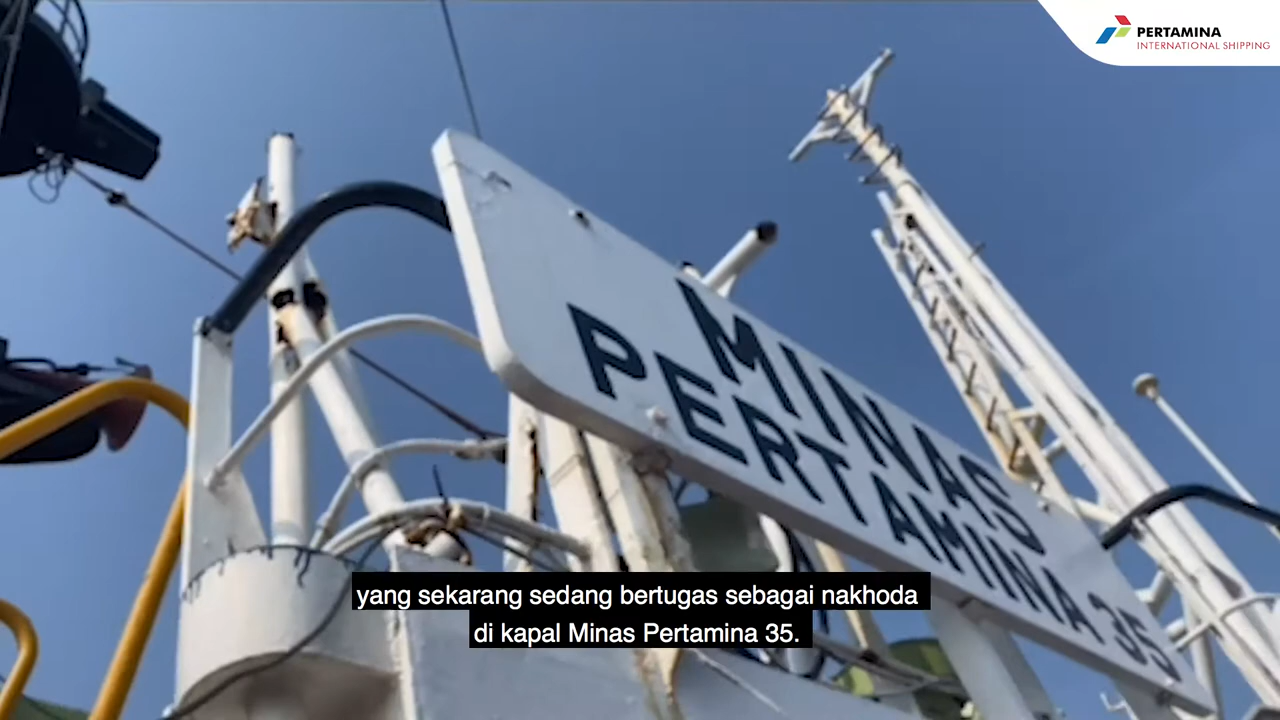 PERTAMINA
INTERNATIONAL SHIPPING
MINAS
PERTAMINA 35
yang sekarang sedang bertugas sebagai nakhoda
di kapal Minas Pertamina 35.